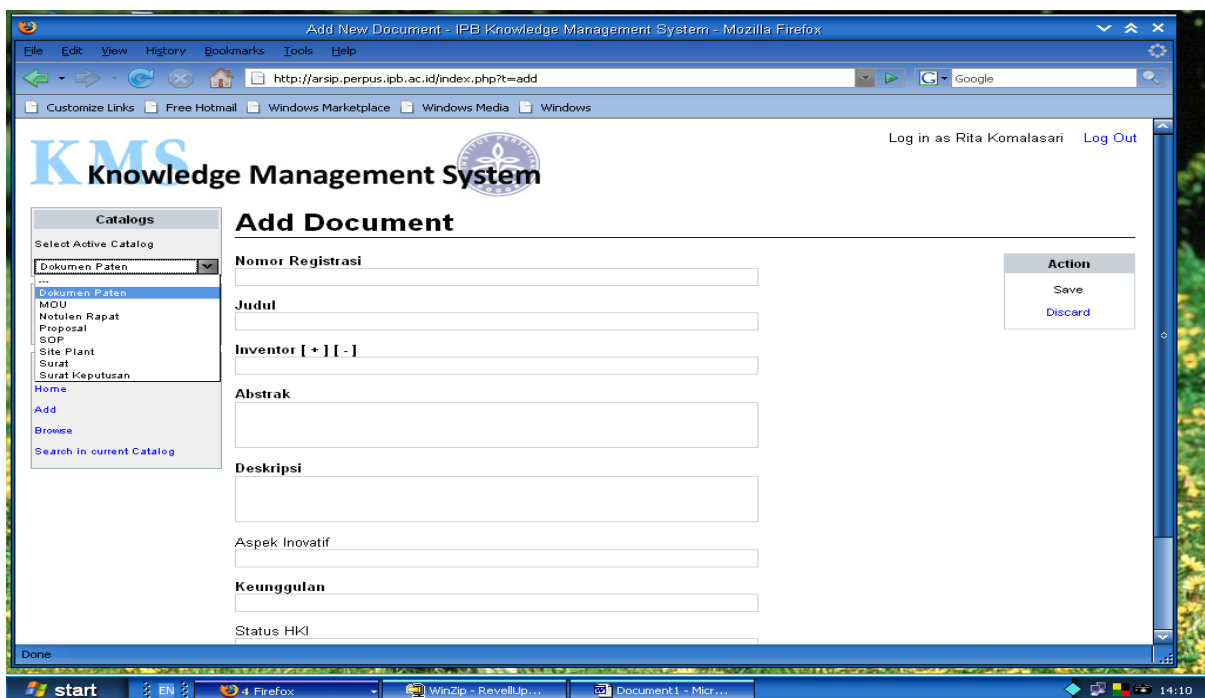 Add New Document - IPB Knowledge Management System - Mozilla Firefox
File Edit View History Bookmarks Tools Help
http://arsip.perpus.ipb.ac.id/index.php?t=add
G Google
Customize Links Free Hotmail Windows Marketplace Windows Media Windows
Log in as Rita Komalasari Log Out
KMS
Knowledge Management System
Catalogs
Select Active Catalog
Dokumen Paten
---
Dokumen Paten
MOU
Notulen Rapat
Proposal
SOP
Site Plant
Surat
Surat Keputusan
Home
Add
Browse
Search in current Catalog
Add Document
Nomor Registrasi
Judul
Inventor [ + ] [ - ]
Abstrak
Deskripsi
Aspek Inovatif
Keunggulan
Status HKI
Action
Save
Discard
Done
start EN 4 Firefox WinZip - RevellUp... Document1 - Micr... 14:10